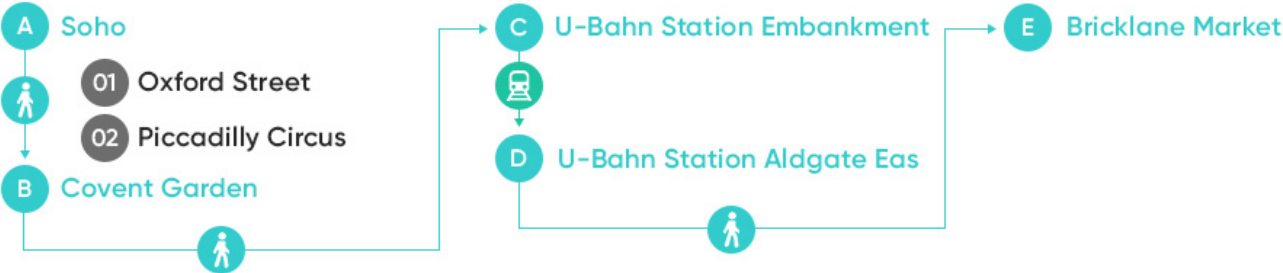 A Soho
01 Oxford Street
02 Piccadilly Circus
B Covent Garden
C U-Bahn Station Embankment
D U-Bahn Station Aldgate Eas
E Bricklane Market